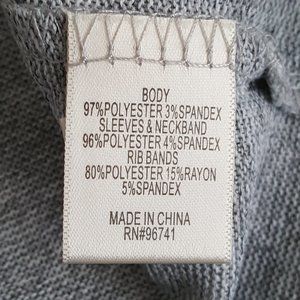 BODY
97%POLYESTER 3%SPANDEX
SLEEVES & NECKBAND
96%POLYESTER 4%SPANDEX
RIB BANDS
80%POLYESTER 15%RAYON
5%SPANDEX
MADE IN CHINA
RN#96741